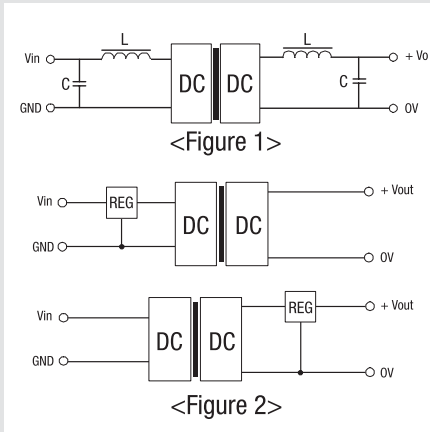 L L
Vin + Vo
C DC DC C
GND 0V
<Figure 1>
REG + Vout
Vin
DC DC
GND 0V
REG + Vout
Vin
DC DC
GND 0V
<Figure 2>